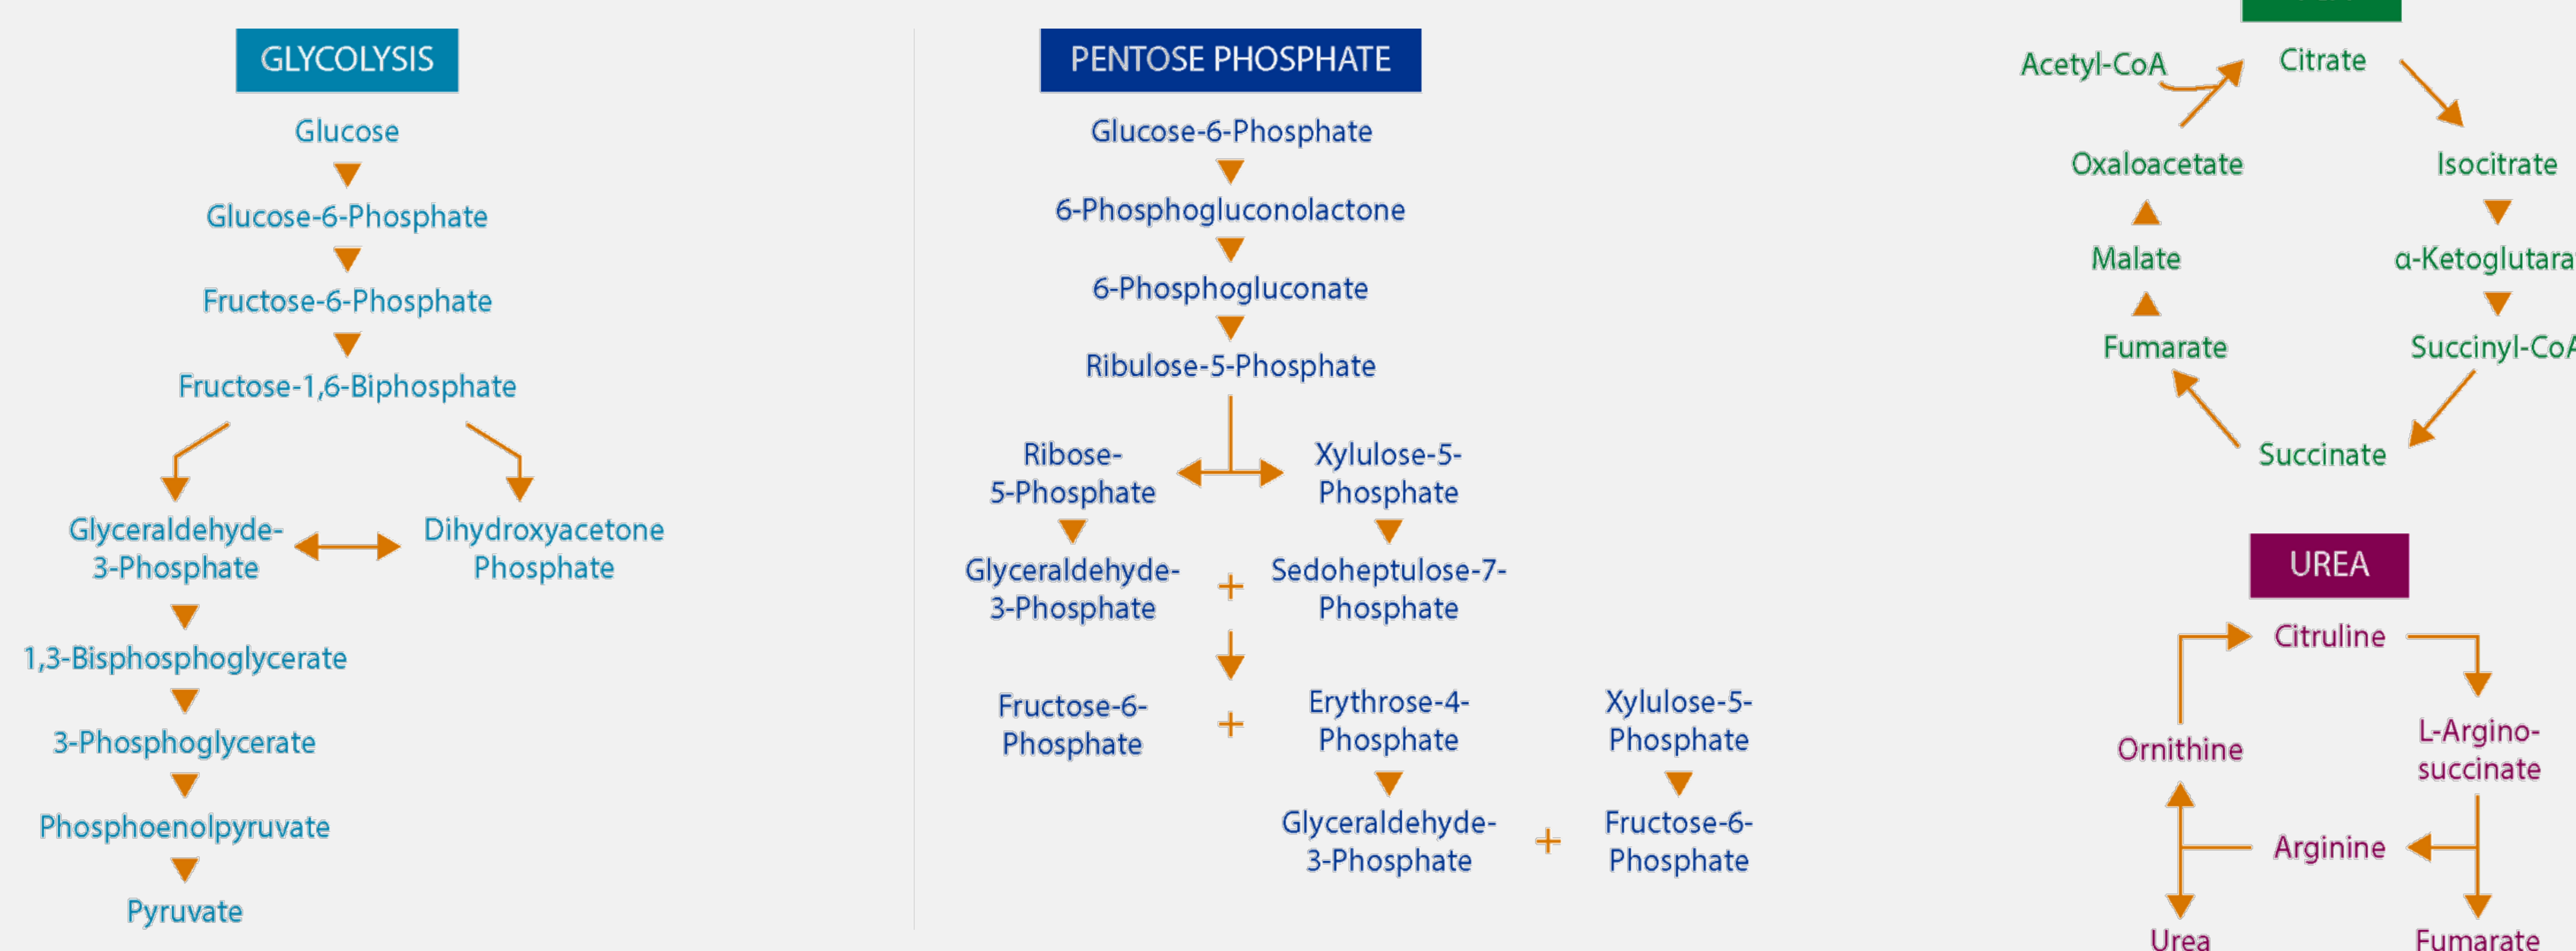 GLYCOLYSIS
Glucose
Glucose-6-Phosphate
Fructose-6-Phosphate
Fructose-1,6-Biphosphate
Glyceraldehyde-
3-Phosphate
Dihydroxyacetone
Phosphate
1,3-Bisphosphoglycerate
3-Phosphoglycerate
Phosphoenolpyruvate
Pyruvate
PENTOSE PHOSPHATE
Glucose-6-Phosphate
6-Phosphogluconolactone
6-Phosphogluconate
Ribulose-5-Phosphate
Ribose-
5-Phosphate
Xylulose-5-
Phosphate
Glyceraldehyde-
3-Phosphate
+
Sedoheptulose-7-
Phosphate
Fructose-6-
Phosphate
+
Erythrose-4-
Phosphate
Xylulose-5-
Phosphate
Glyceraldehyde-
3-Phosphate
+
Fructose-6-
Phosphate
Acetyl-CoA
Citrate
Oxaloacetate
Isocitrate
Malate
α-Ketoglutara
Fumarate
Succinyl-CoA
Succinate
UREA
Citruline
Ornithine
L-Argino-
succinate
Arginine
Urea
Fumarate